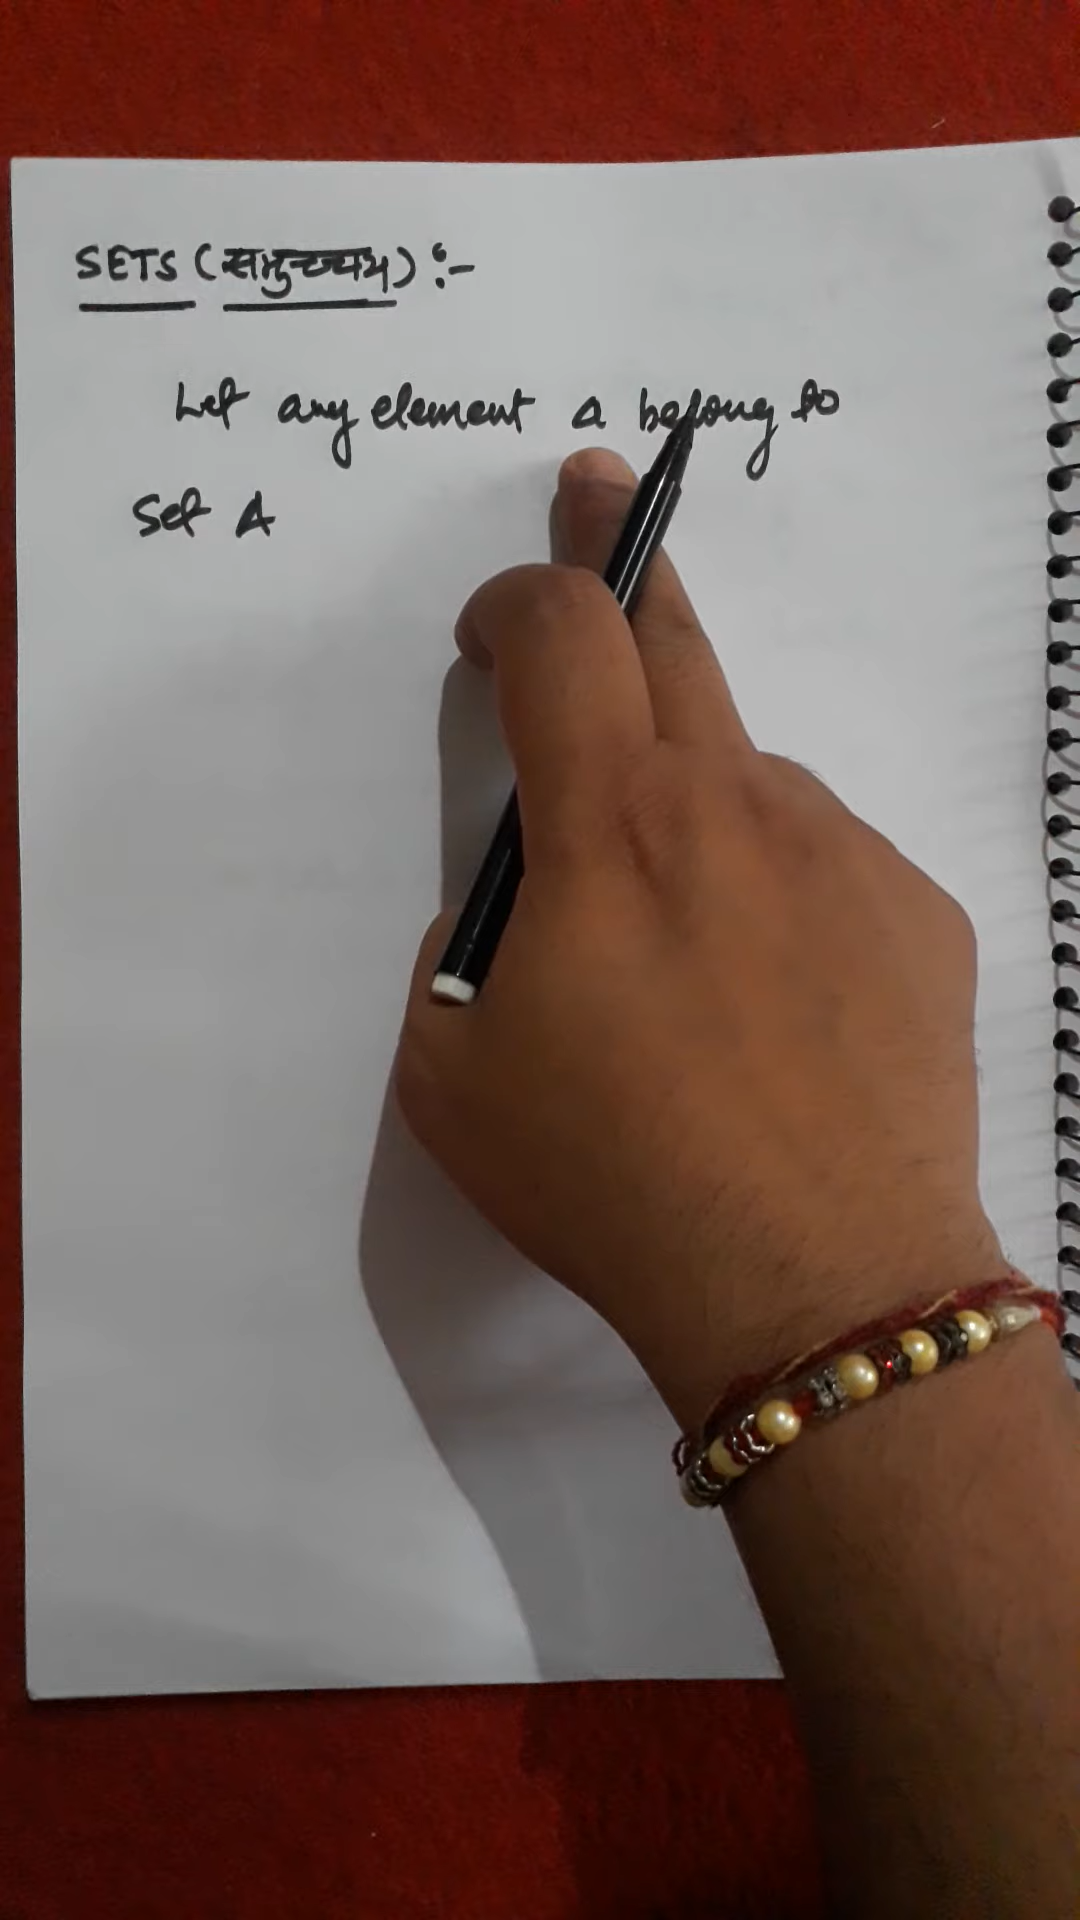 SETS (समुच्चय) :-
Let any element a belong to
Set A